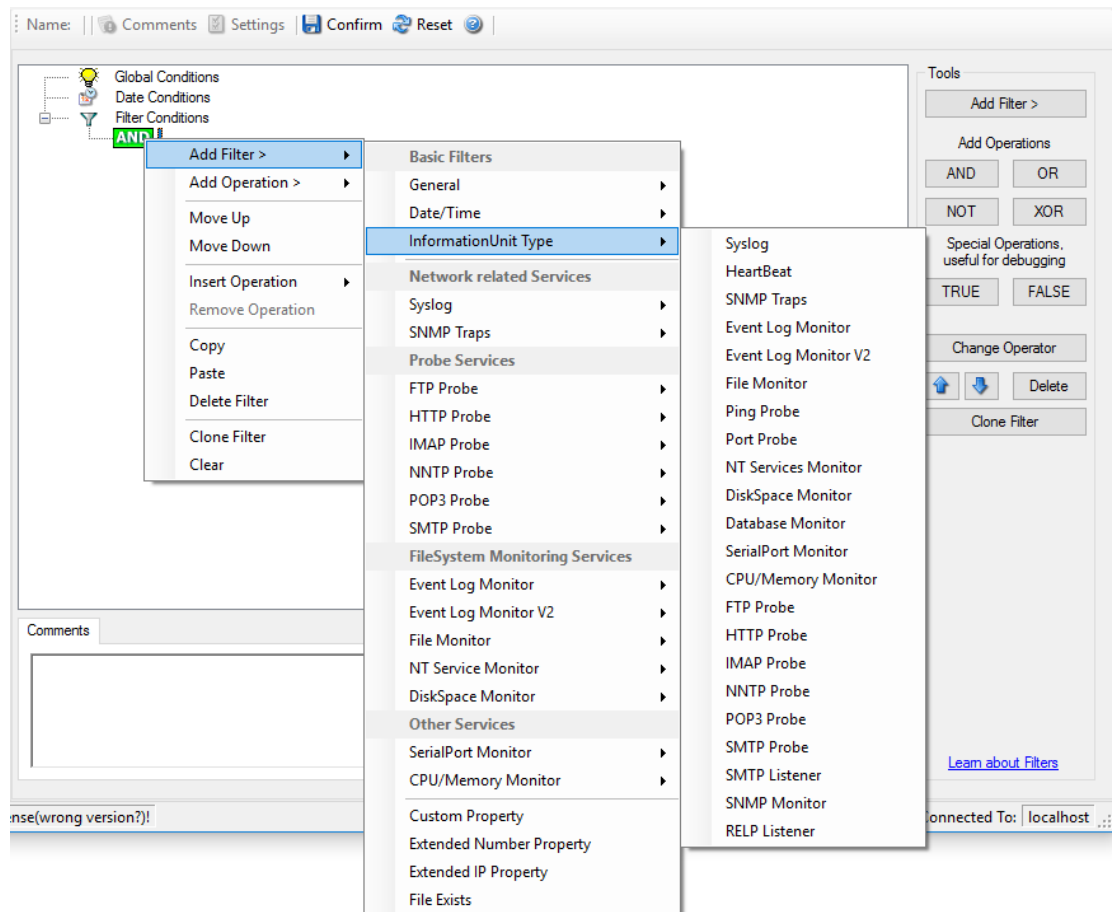 Name: Comments Settings Confirm Reset
Global Conditions
Date Conditions
Filter Conditions
AND
Add Filter >
Add Operation >
Move Up
Move Down
Insert Operation
Remove Operation
Copy
Paste
Delete Filter
Clone Filter
Clear
Basic Filters
General
Date/Time
InformationUnit Type
Network related Services
Syslog
SNMP Traps
Probe Services
FTP Probe
HTTP Probe
IMAP Probe
NNTP Probe
POP3 Probe
SMTP Probe
FileSystem Monitoring Services
Event Log Monitor
Event Log Monitor V2
File Monitor
NT Service Monitor
DiskSpace Monitor
Other Services
SerialPort Monitor
CPU/Memory Monitor
Custom Property
Extended Number Property
Extended IP Property
File Exists
Syslog
HeartBeat
SNMP Traps
Event Log Monitor
Event Log Monitor V2
File Monitor
Ping Probe
Port Probe
NT Services Monitor
DiskSpace Monitor
Database Monitor
SerialPort Monitor
CPU/Memory Monitor
FTP Probe
HTTP Probe
IMAP Probe
NNTP Probe
POP3 Probe
SMTP Probe
SMTP Listener
SNMP Monitor
RELP Listener
Tools
Add Filter >
Add Operations
AND OR
NOT XOR
Special Operations,
useful for debugging
TRUE FALSE
Change Operator
Delete
Clone Filter
Learn about Filters
Comments
ense(wrong version?)!
Connected To: localhost